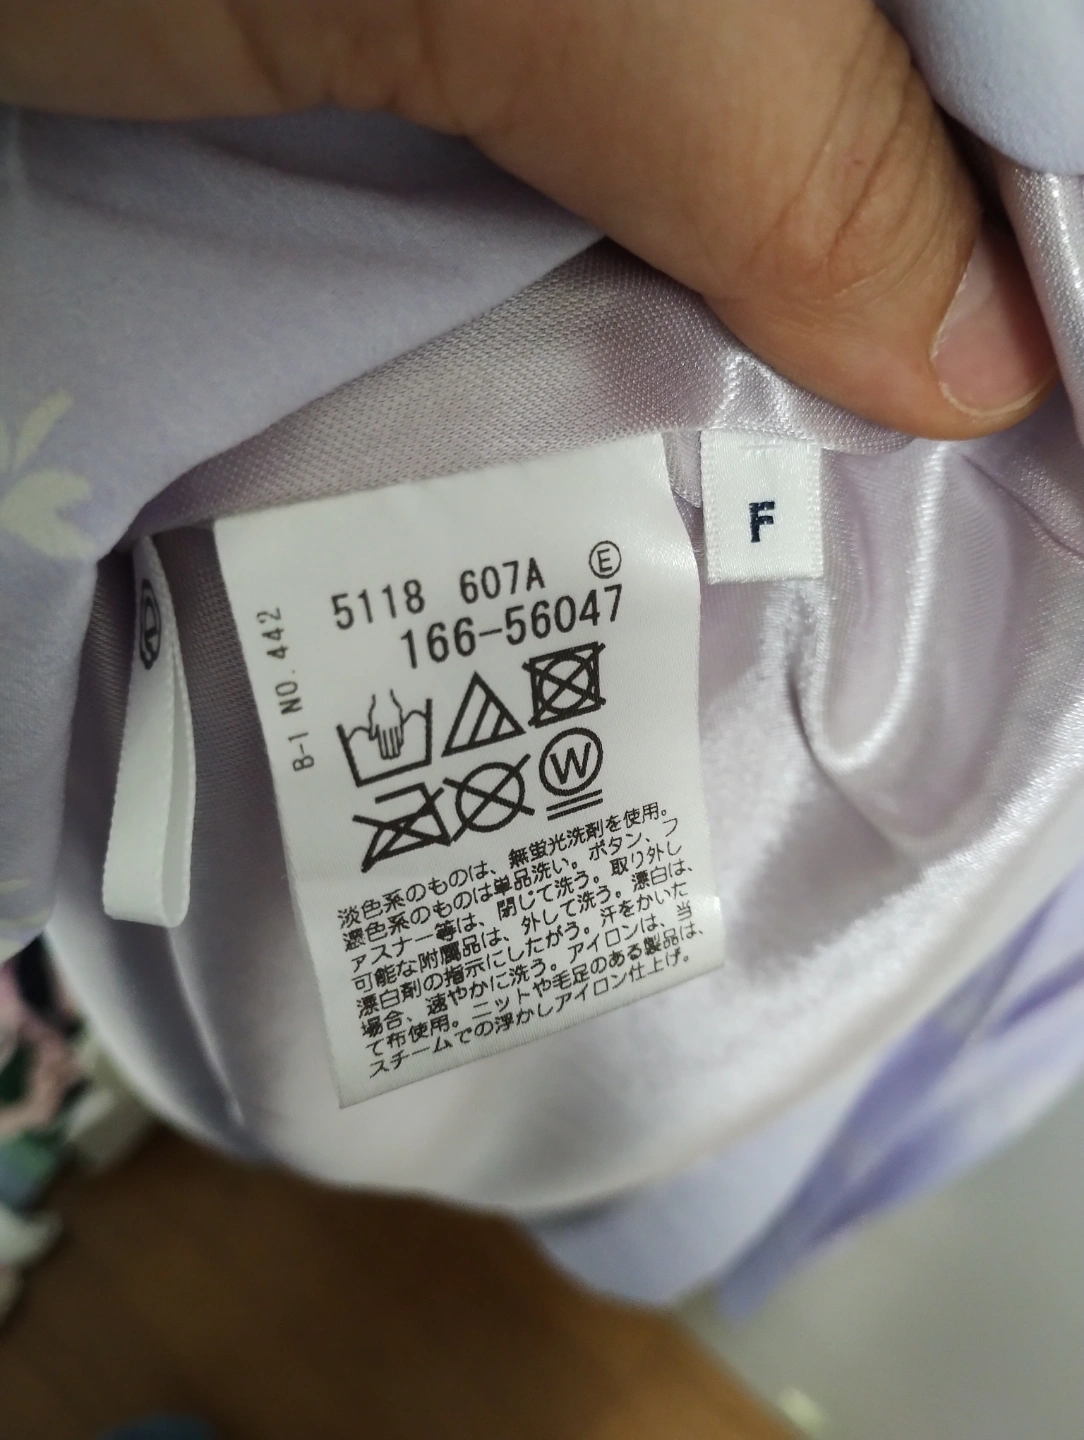 F
5118 607A Ⓔ
166-56047
B-1 NO.442
W
淡色系のものは、無蛍光洗剤を使用。
濃色系のものは単品洗い。ボタン、フ
ァスナー等は、閉じて洗う。取り外し
可能な附属品は、外して洗う。漂白は、
漂白剤の指示にしたがう。汗をかいた
場合、速やかに洗う。アイロンは、当
て布使用。ニットや毛足のある製品は、
スチームでの浮かしアイロン仕上げ。